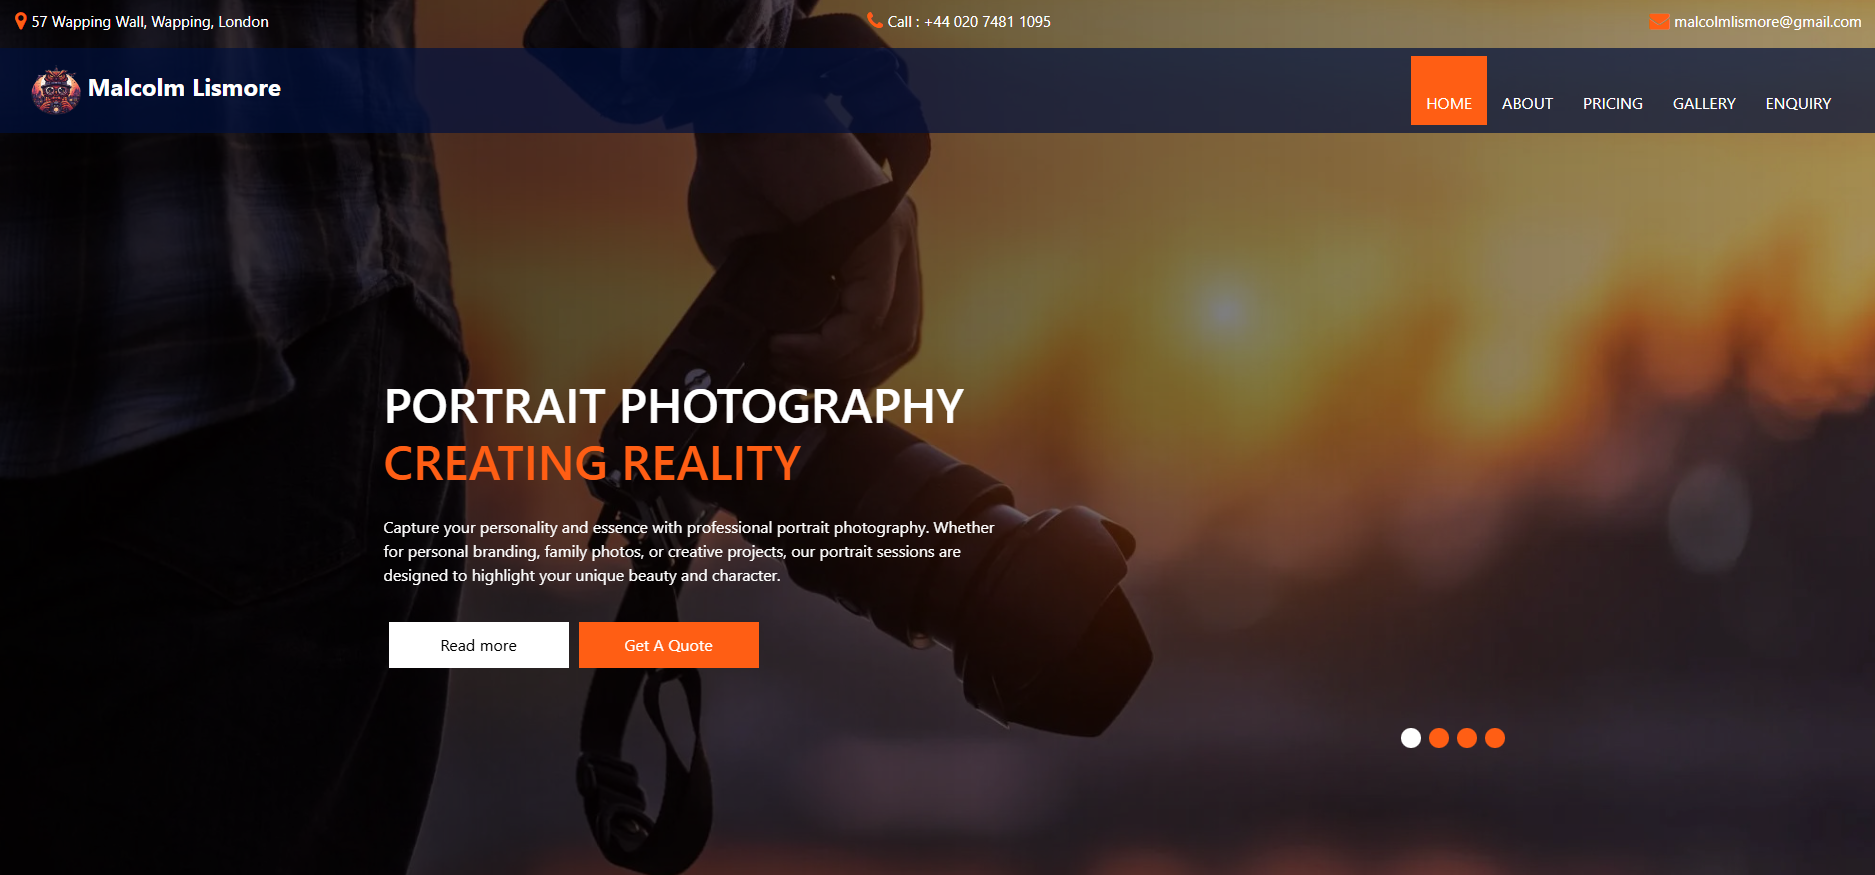 57 Wapping Wall, Wapping, London
Call : +44 020 7481 1095
malcolmlismore@gmail.com
Malcolm Lismore
HOME
ABOUT
PRICING
GALLERY
ENQUIRY
PORTRAIT PHOTOGRAPHY
CREATING REALITY
Capture your personality and essence with professional portrait photography. Whether
for personal branding, family photos, or creative projects, our portrait sessions are
designed to highlight your unique beauty and character.
Read more
Get A Quote